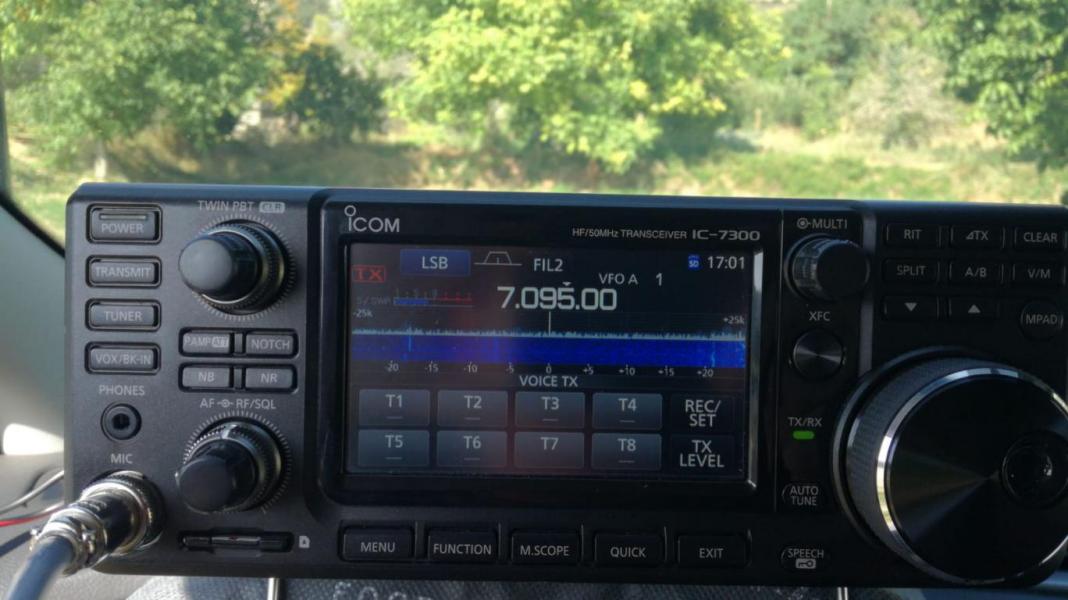 POWER
TRANSMIT
TUNER
VOX/BK-IN
PHONES
MIC
TWIN PBT CLR
P.AMP ATT
NOTCH
NB
NR
AF RF/SQL
ICOM
HF/50MHz TRANSCEIVER IC-7300
LSB
FIL2
SD
17:01
TX
VFO A 1
7.095.00
S / SWR
-25k
+25k
-20 -15 -10 -5 0 +5 +10 +15 +20
VOICE TX
T1 T2 T3 T4
REC/
SET
T5 T6 T7 T8
TX
LEVEL
MENU
FUNCTION
M.SCOPE
QUICK
EXIT
MULTI
XFC
TX/RX
AUTO
TUNE
SPEECH
RIT
⊿TX
CLEAR
SPLIT
A/B
V/M
MPAD